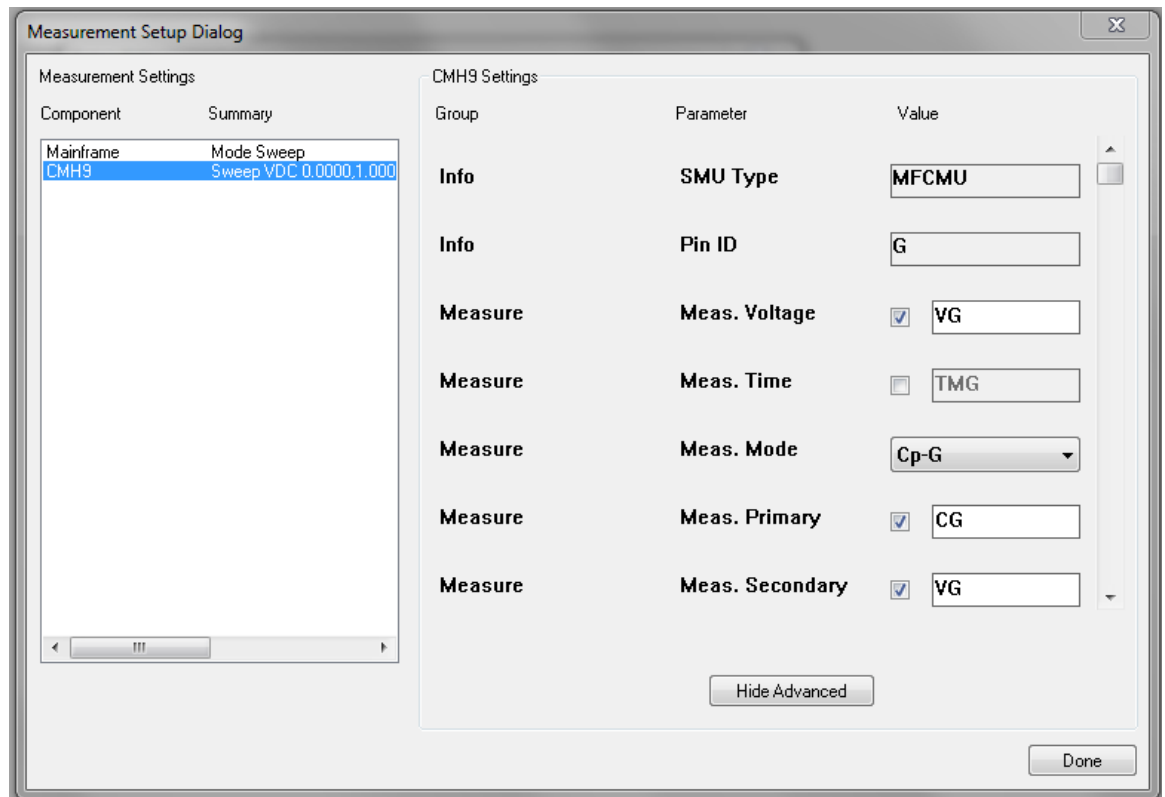 Measurement Setup Dialog
Measurement Settings
Component Summary
Mainframe Mode Sweep
CMH9 Sweep VDC 0.0000,1.000
CMH9 Settings
Group Parameter Value
Info SMU Type MFCMU
Info Pin ID G
Measure Meas. Voltage VG
Measure Meas. Time TMG
Measure Meas. Mode Cp-G
Measure Meas. Primary CG
Measure Meas. Secondary VG
Hide Advanced
Done